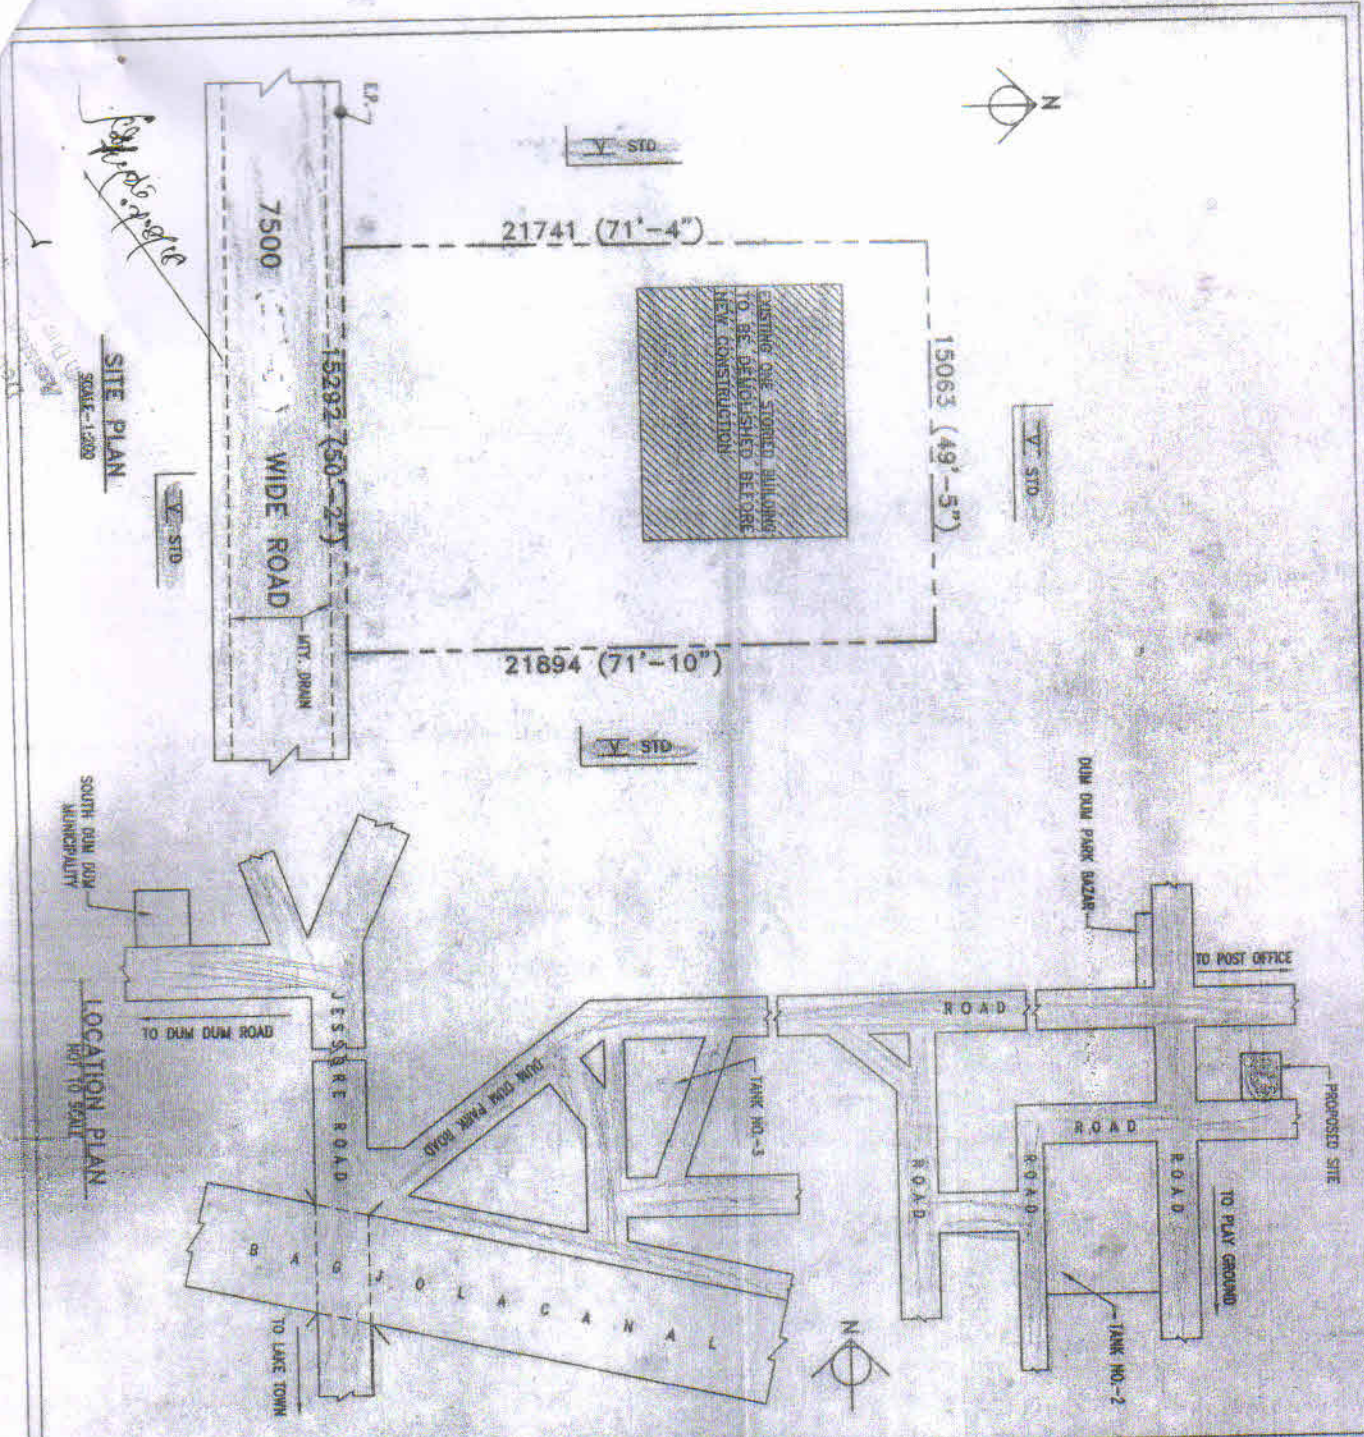 N
E.P.
V STD
21741 (71'-4")
15063 (49'-5")
EXISTING ONE STORIED BUILDING
TO BE DEMOLISHED BEFORE
NEW CONSTRUCTION
V STD
15292 (50'-2")
7500 WIDE ROAD
21894 (71'-10")
MTY. DRAIN
V STD
V STD
SITE PLAN
SCALE-1:200
DUM DUM PARK BAZAR
TO POST OFFICE
PROPOSED SITE
ROAD
ROAD
ROAD
ROAD
ROAD
TO PLAY GROUND
TANK NO.-2
TANK NO.-3
DUM DUM PARK ROAD
SOUTH DUM DUM
MUNICIPALITY
TO DUM DUM ROAD
JESSORE ROAD
BAGJOLA CANAL
TO LAKE TOWN
N
LOCATION PLAN
NOT TO SCALE